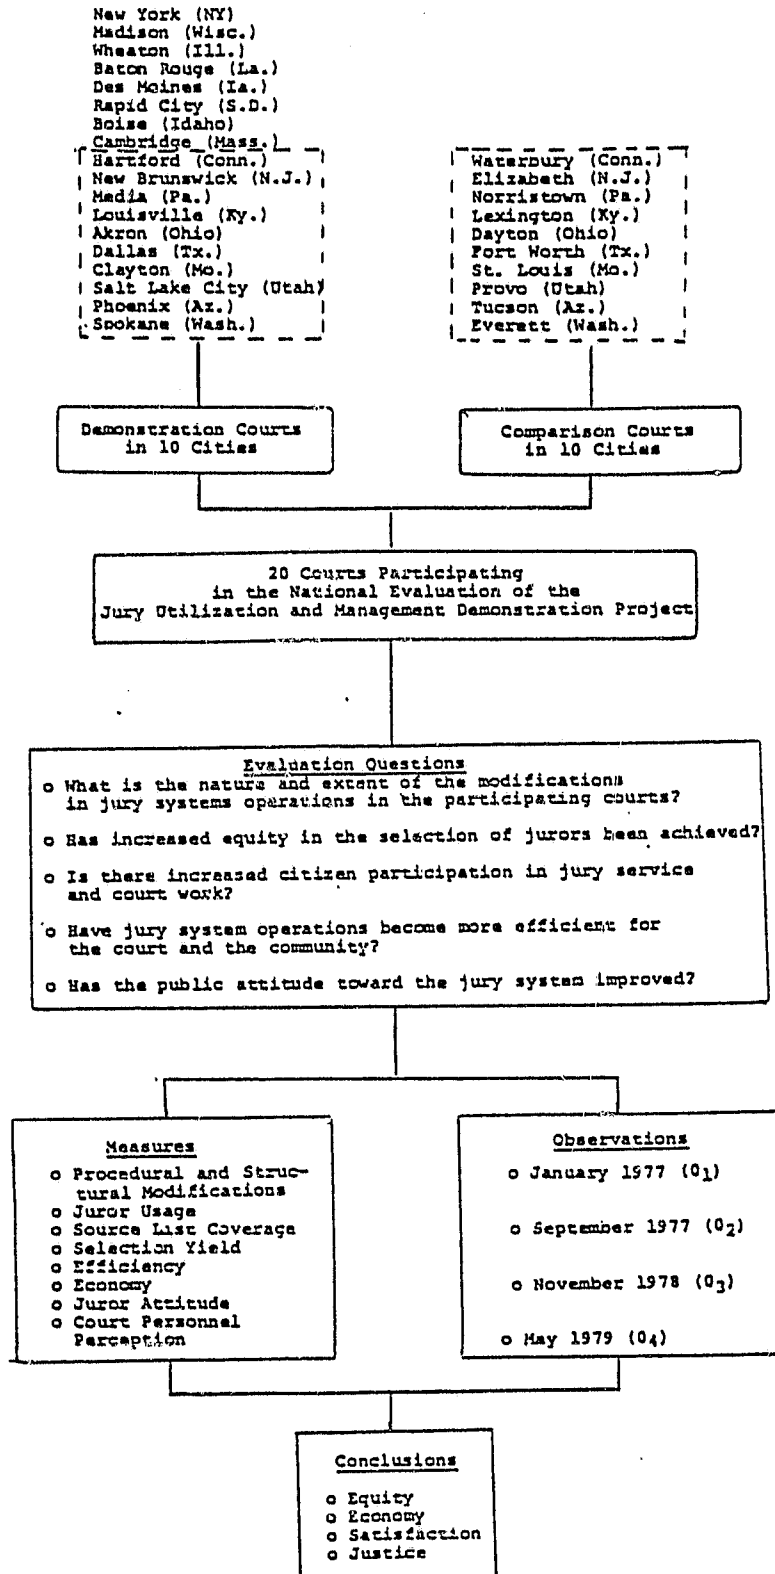 New York (NY)
Madison (Wisc.)
Wheaton (Ill.)
Baton Rouge (La.)
Des Moines (Ia.)
Rapid City (S.D.)
Boise (Idaho)
Cambridge (Mass.)
Hartford (Conn.)
New Brunswick (N.J.)
Media (Pa.)
Louisville (Ky.)
Akron (Ohio)
Dallas (Tx.)
Clayton (Mo.)
Salt Lake City (Utah)
Phoenix (Az.)
Spokane (Wash.)
Waterbury (Conn.)
Elizabeth (N.J.)
Norristown (Pa.)
Lexington (Ky.)
Dayton (Ohio)
Fort Worth (Tx.)
St. Louis (Mo.)
Provo (Utah)
Tucson (Az.)
Everett (Wash.)
Demonstration Courts
in 10 Cities
Comparison Courts
in 10 Cities
20 Courts Participating
in the National Evaluation of the
Jury Utilization and Management Demonstration Project
Evaluation Questions
o What is the nature and extent of the modifications
in jury systems operations in the participating courts?
o Has increased equity in the selection of jurors been achieved?
o Is there increased citizen participation in jury service
and court work?
o Have jury system operations become more efficient for
the court and the community?
o Has the public attitude toward the jury system improved?
Measures
o Procedural and Struc-
tural Modifications
o Juror Usage
o Source List Coverage
o Selection Yield
o Efficiency
o Economy
o Juror Attitude
o Court Personnel
Perception
Observations
o January 1977 (O1)
o September 1977 (O2)
o November 1978 (O3)
o May 1979 (O4)
Conclusions
o Equity
o Economy
o Satisfaction
o Justice